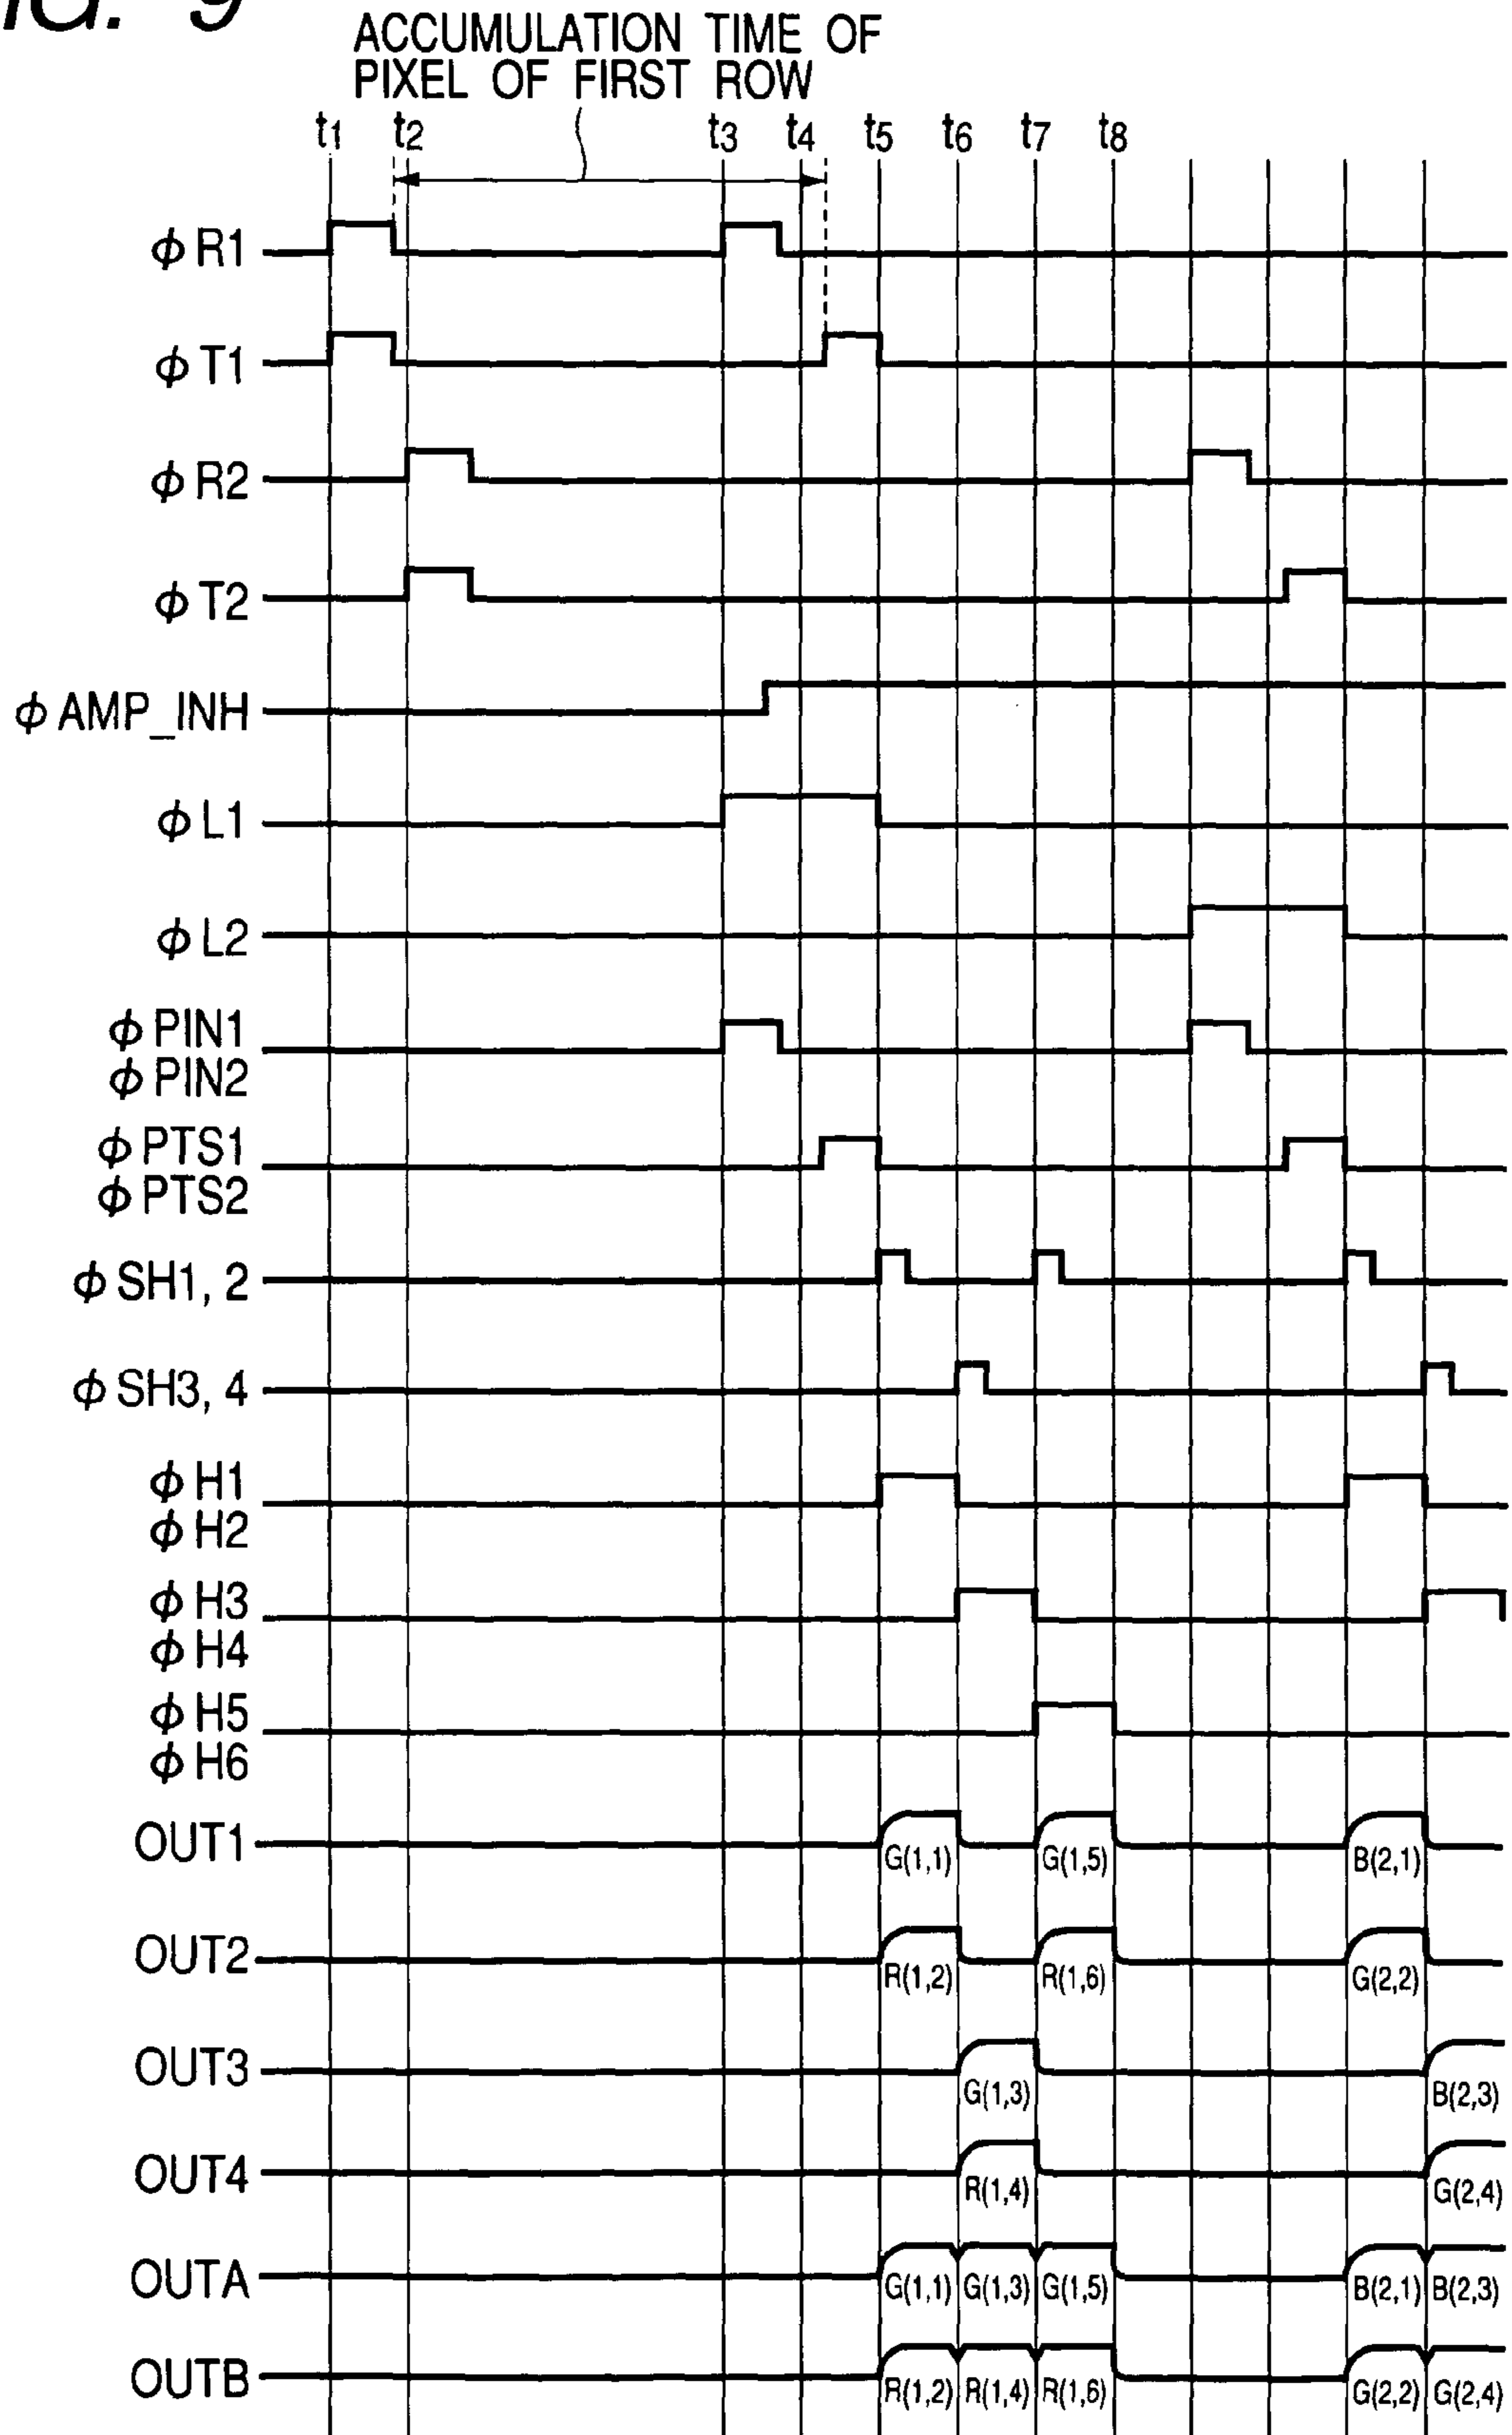 FIG. 9
ACCUMULATION TIME OF
PIXEL OF FIRST ROW
t1 t2 t3 t4 t5 t6 t7 t8
ϕR1
ϕT1
ϕR2
ϕT2
ϕAMP_INH
ϕL1
ϕL2
ϕPIN1
ϕPIN2
ϕPTS1
ϕPTS2
ϕSH1, 2
ϕSH3, 4
ϕH1
ϕH2
ϕH3
ϕH4
ϕH5
ϕH6
OUT1 G(1,1) G(1,5) B(2,1)
OUT2 R(1,2) R(1,6) G(2,2)
OUT3 G(1,3) B(2,3)
OUT4 R(1,4) G(2,4)
OUTA G(1,1) G(1,3) G(1,5) B(2,1) B(2,3)
OUTB R(1,2) R(1,4) R(1,6) G(2,2) G(2,4)